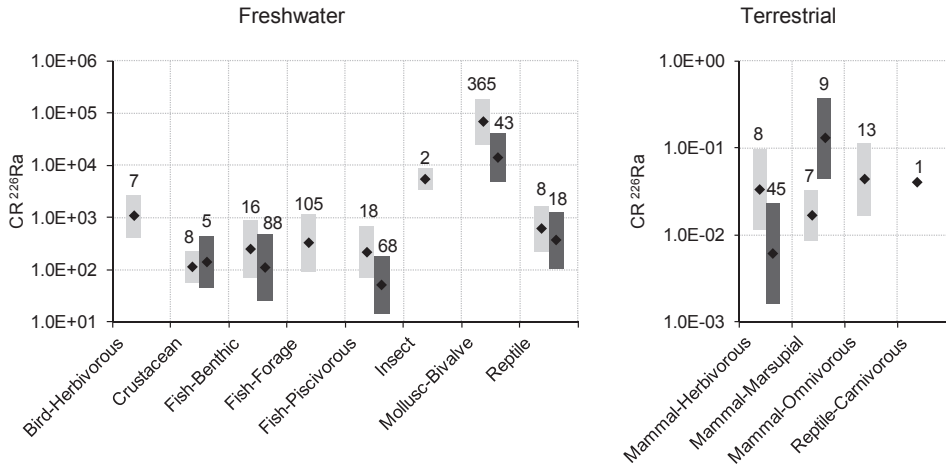 Freshwater
1.0E+06
1.0E+05
1.0E+04
1.0E+03
1.0E+02
1.0E+01
CR ²²⁶Ra
7
8
5
16
88
105
18
68
2
365
43
8
18
Bird-Herbivorous
Crustacean
Fish-Benthic
Fish-Forage
Fish-Piscivorous
Insect
Mollusc-Bivalve
Reptile
Terrestrial
1.0E+00
1.0E-01
1.0E-02
1.0E-03
CR ²²⁶Ra
8
45
7
9
13
1
Mammal-Herbivorous
Mammal-Marsupial
Mammal-Omnivorous
Reptile-Carnivorous